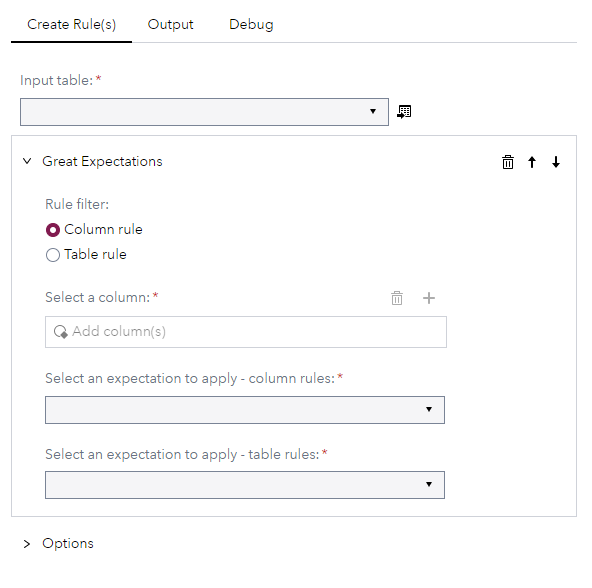 Create Rule(s) Output Debug
Input table:*
Great Expectations
Rule filter:
Column rule
Table rule
Select a column:*
Add column(s)
Select an expectation to apply - column rules:*
Select an expectation to apply - table rules:*
Options